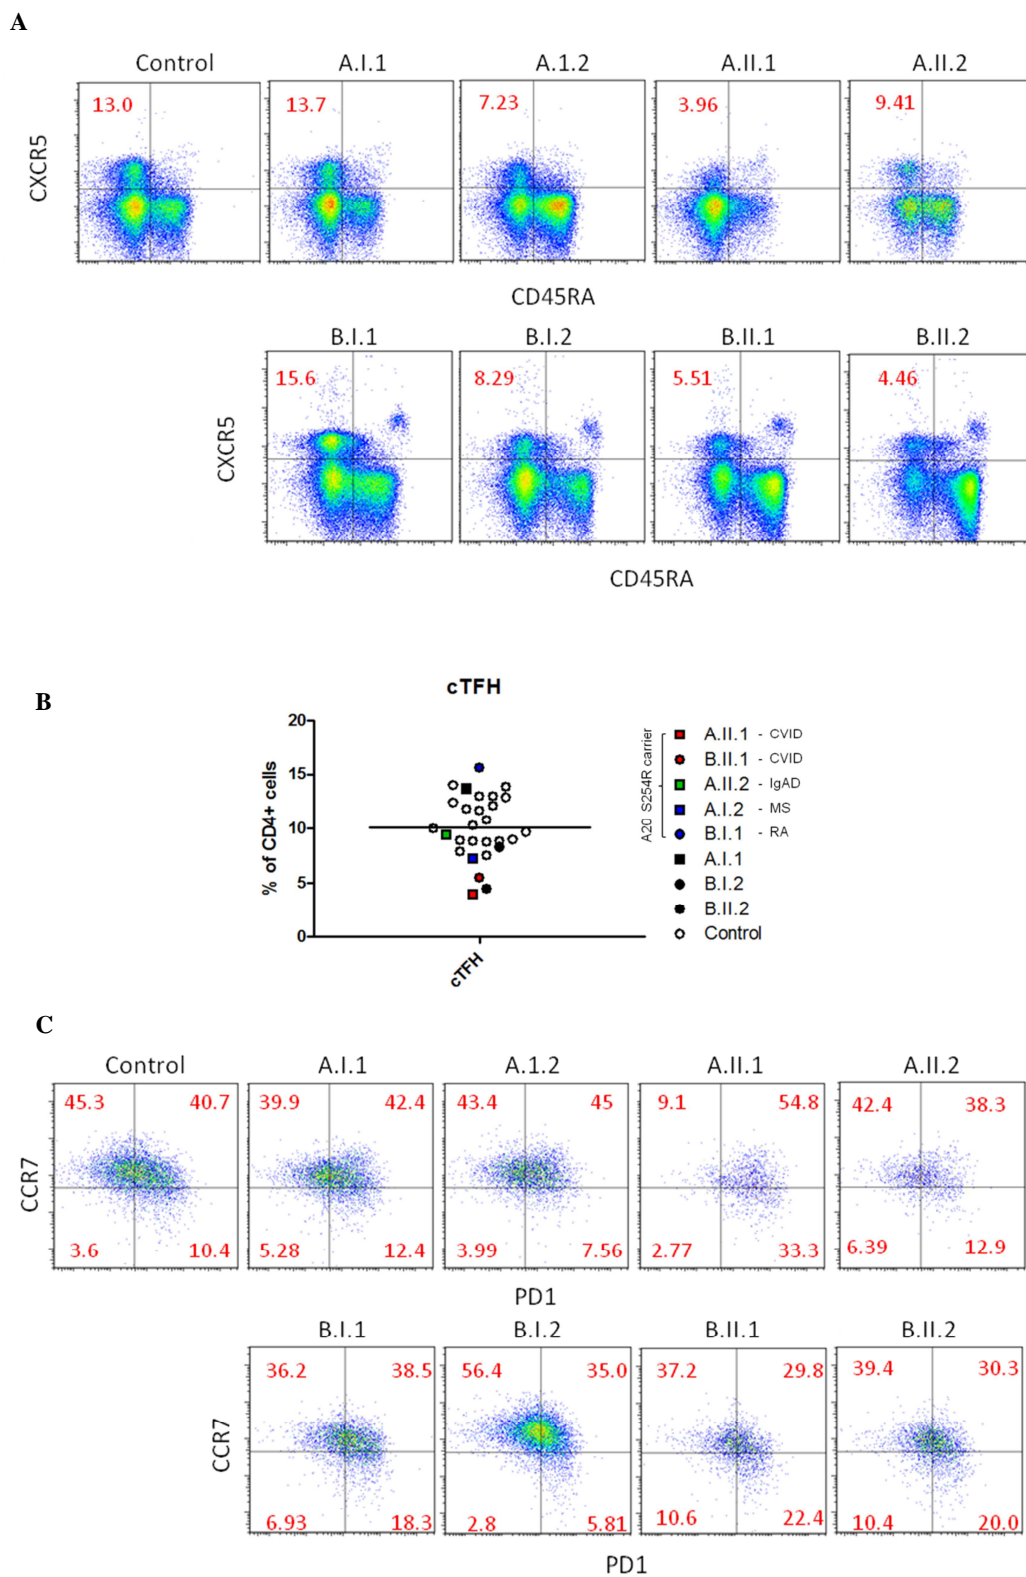 A
Control A.I.1 A.1.2 A.II.1 A.II.2
13.0 13.7 7.23 3.96 9.41
CXCR5
CD45RA
B.I.1 B.I.2 B.II.1 B.II.2
15.6 8.29 5.51 4.46
CXCR5
CD45RA
B
cTFH
20
15
10
5
0
% of CD4+ cells
cTFH
A20 S254R carrier
A.II.1 - CVID
B.II.1 - CVID
A.II.2 - IgAD
A.I.2 - MS
B.I.1 - RA
A.I.1
B.I.2
B.II.2
Control
C
Control A.I.1 A.1.2 A.II.1 A.II.2
45.3 40.7 39.9 42.4 43.4 45 9.1 54.8 42.4 38.3
CCR7
3.6 10.4 5.28 12.4 3.99 7.56 2.77 33.3 6.39 12.9
PD1
B.I.1 B.I.2 B.II.1 B.II.2
36.2 38.5 56.4 35.0 37.2 29.8 39.4 30.3
CCR7
6.93 18.3 2.8 5.81 10.6 22.4 10.4 20.0
PD1